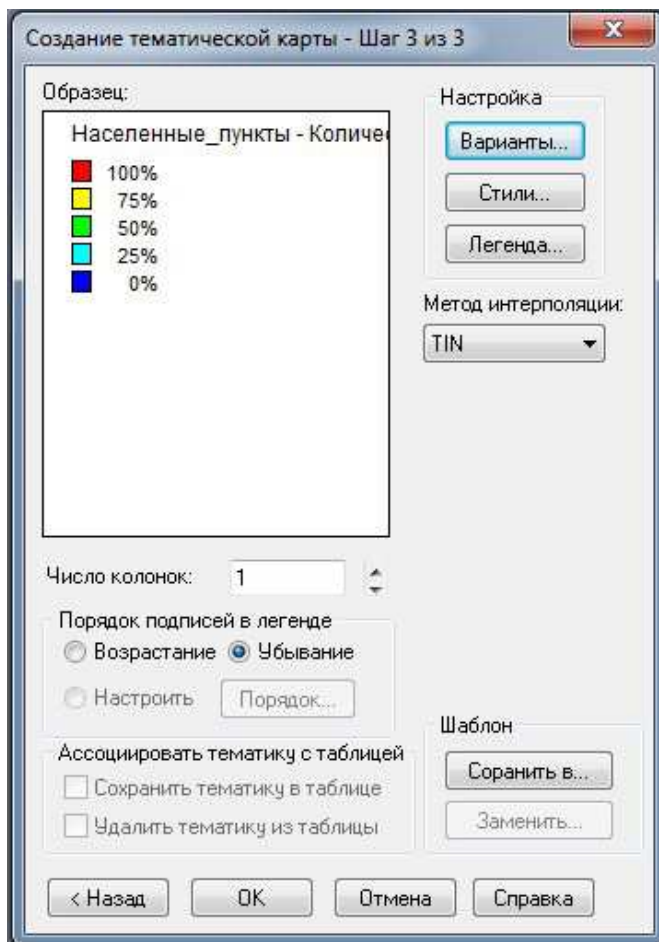 Создание тематической карты - Шаг 3 из 3
Образец:
Населенные_пункты - Количе
100%
75%
50%
25%
0%
Настройка
Варианты...
Стили...
Легенда...
Метод интерполяции:
TIN
Число колонок:
1
Порядок подписей в легенде
Возрастание
Убывание
Настроить
Порядок...
Ассоциировать тематику с таблицей
Сохранить тематику в таблице
Удалить тематику из таблицы
Шаблон
Соранить в...
Заменить...
< Назад
OK
Отмена
Справка